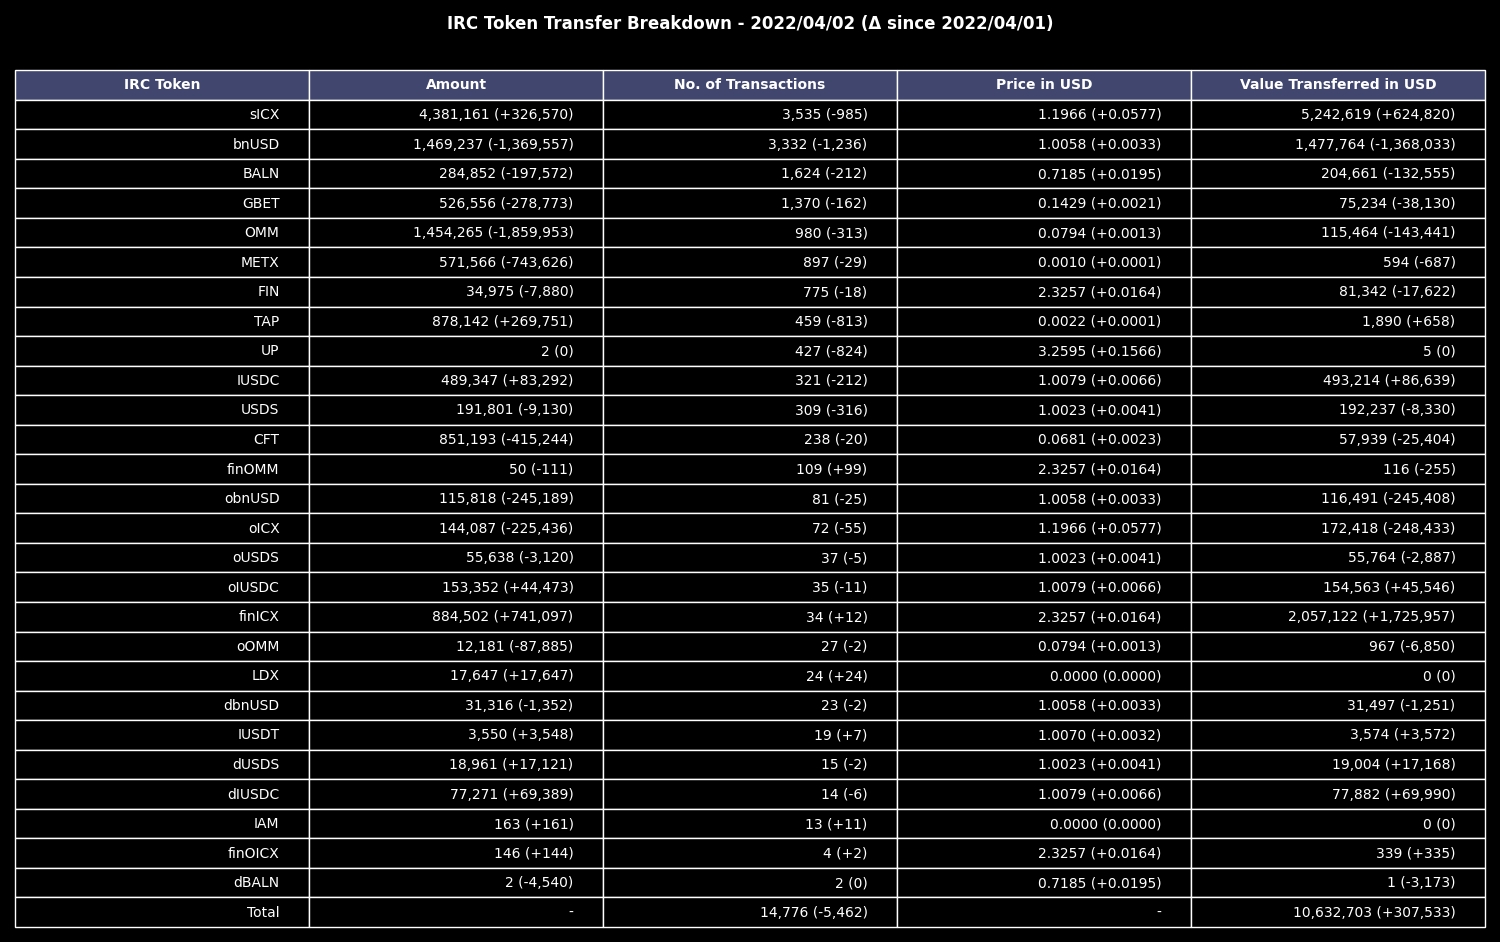 IRC Token Transfer Breakdown - 2022/04/02 (Δ since 2022/04/01)
IRC Token Amount No. of Transactions Price in USD Value Transferred in USD
sICX 4,381,161 (+326,570) 3,535 (-985) 1.1966 (+0.0577) 5,242,619 (+624,820)
bnUSD 1,469,237 (-1,369,557) 3,332 (-1,236) 1.0058 (+0.0033) 1,477,764 (-1,368,033)
BALN 284,852 (-197,572) 1,624 (-212) 0.7185 (+0.0195) 204,661 (-132,555)
GBET 526,556 (-278,773) 1,370 (-162) 0.1429 (+0.0021) 75,234 (-38,130)
OMM 1,454,265 (-1,859,953) 980 (-313) 0.0794 (+0.0013) 115,464 (-143,441)
METX 571,566 (-743,626) 897 (-29) 0.0010 (+0.0001) 594 (-687)
FIN 34,975 (-7,880) 775 (-18) 2.3257 (+0.0164) 81,342 (-17,622)
TAP 878,142 (+269,751) 459 (-813) 0.0022 (+0.0001) 1,890 (+658)
UP 2 (0) 427 (-824) 3.2595 (+0.1566) 5 (0)
IUSDC 489,347 (+83,292) 321 (-212) 1.0079 (+0.0066) 493,214 (+86,639)
USDS 191,801 (-9,130) 309 (-316) 1.0023 (+0.0041) 192,237 (-8,330)
CFT 851,193 (-415,244) 238 (-20) 0.0681 (+0.0023) 57,939 (-25,404)
finOMM 50 (-111) 109 (+99) 2.3257 (+0.0164) 116 (-255)
obnUSD 115,818 (-245,189) 81 (-25) 1.0058 (+0.0033) 116,491 (-245,408)
oICX 144,087 (-225,436) 72 (-55) 1.1966 (+0.0577) 172,418 (-248,433)
oUSDS 55,638 (-3,120) 37 (-5) 1.0023 (+0.0041) 55,764 (-2,887)
oIUSDC 153,352 (+44,473) 35 (-11) 1.0079 (+0.0066) 154,563 (+45,546)
finICX 884,502 (+741,097) 34 (+12) 2.3257 (+0.0164) 2,057,122 (+1,725,957)
oOMM 12,181 (-87,885) 27 (-2) 0.0794 (+0.0013) 967 (-6,850)
LDX 17,647 (+17,647) 24 (+24) 0.0000 (0.0000) 0 (0)
dbnUSD 31,316 (-1,352) 23 (-2) 1.0058 (+0.0033) 31,497 (-1,251)
IUSDT 3,550 (+3,548) 19 (+7) 1.0070 (+0.0032) 3,574 (+3,572)
dUSDS 18,961 (+17,121) 15 (-2) 1.0023 (+0.0041) 19,004 (+17,168)
dIUSDC 77,271 (+69,389) 14 (-6) 1.0079 (+0.0066) 77,882 (+69,990)
IAM 163 (+161) 13 (+11) 0.0000 (0.0000) 0 (0)
finOICX 146 (+144) 4 (+2) 2.3257 (+0.0164) 339 (+335)
dBALN 2 (-4,540) 2 (0) 0.7185 (+0.0195) 1 (-3,173)
Total - 14,776 (-5,462) - 10,632,703 (+307,533)